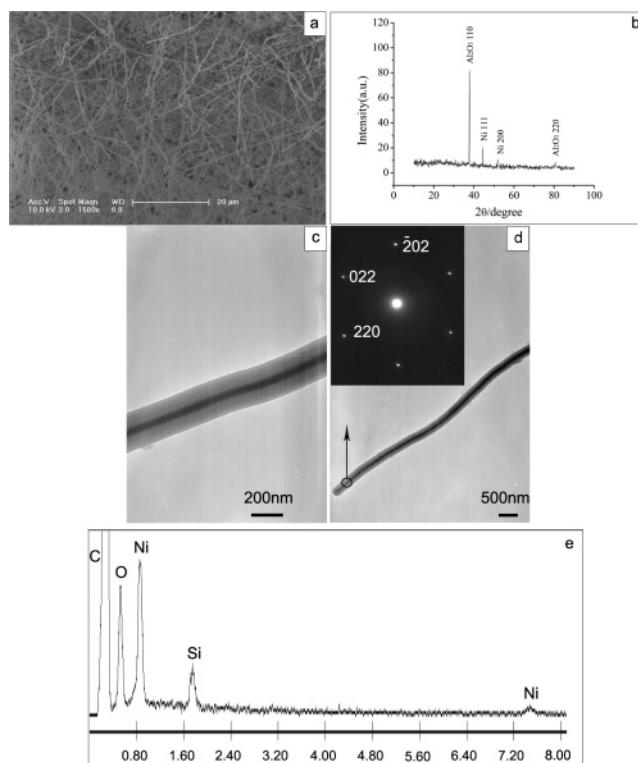 a
Acc.V Spot Magn WD
10.0 kV 3.0 1500x 6.8
20 µm
b
Intensity(a.u.)
120
100
80
60
40
20
0
Al₂O₃ 110
Ni 111
Ni 200
Al₂O₃ 220
0 20 40 60 80 100
2θ/degree
c
200nm
d
2̅02
022
220
500nm
e
C
O
Ni
Si
Ni
0.80 1.60 2.40 3.20 4.00 4.80 5.60 6.40 7.20 8.00